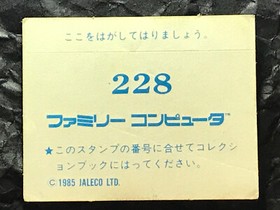 ここをはがしてはりましょう。
228
ファミリー コンピュータ™
★このスタンプの番号に合せてコレクションブックにはってください。
© 1985 JALECO LTD.